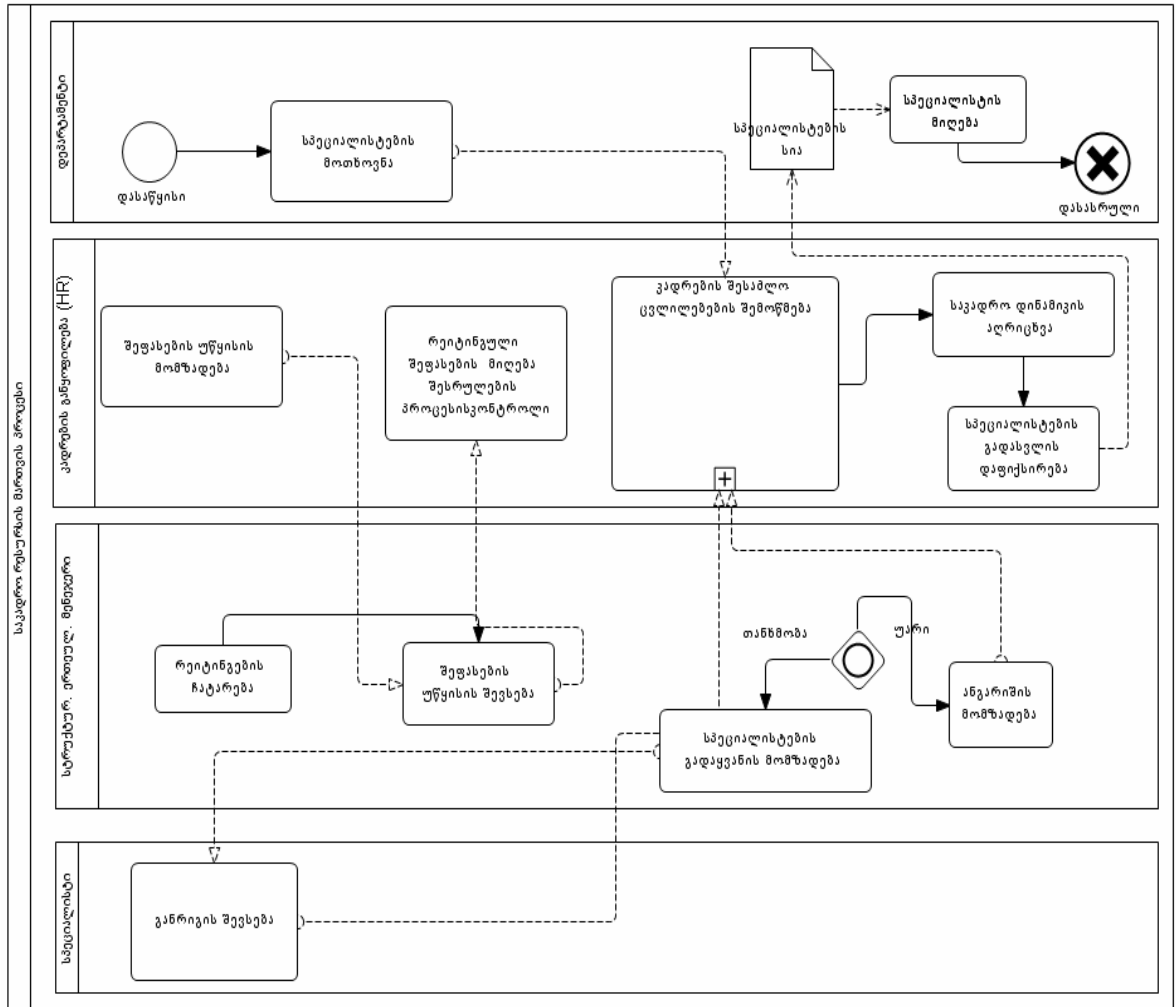 საკადრო რესურსის მართვის პროცესი
დეპარტამენტი
დასაწყისი
სპეციალისტების
მოთხოვნა
სპეციალისტების
სია
სპეციალისტის
მიღება
დასასრული
კადრების განყოფილება (HR)
შეფასების უწყისის
მომზადება
რეიტინგული
შეფასების მიღება
შესრულების
პროცესისკონტროლი
კადრების შესაძლო
ცვლილებების შემოწმება
საკადრო დინამიკის
აღრიცხვა
სპეციალისტების
გადასვლის
დაფიქსირება
სტრუქტურ. ერთეულ. მენეჯერი
რეიტინგების
ჩატარება
შეფასების
უწყისის შევსება
თანხმობა
უარი
სპეციალისტების
გადაყვანის მომზადება
ანგარიშის
მომზადება
სპეციალისტი
განრიგის შევსება